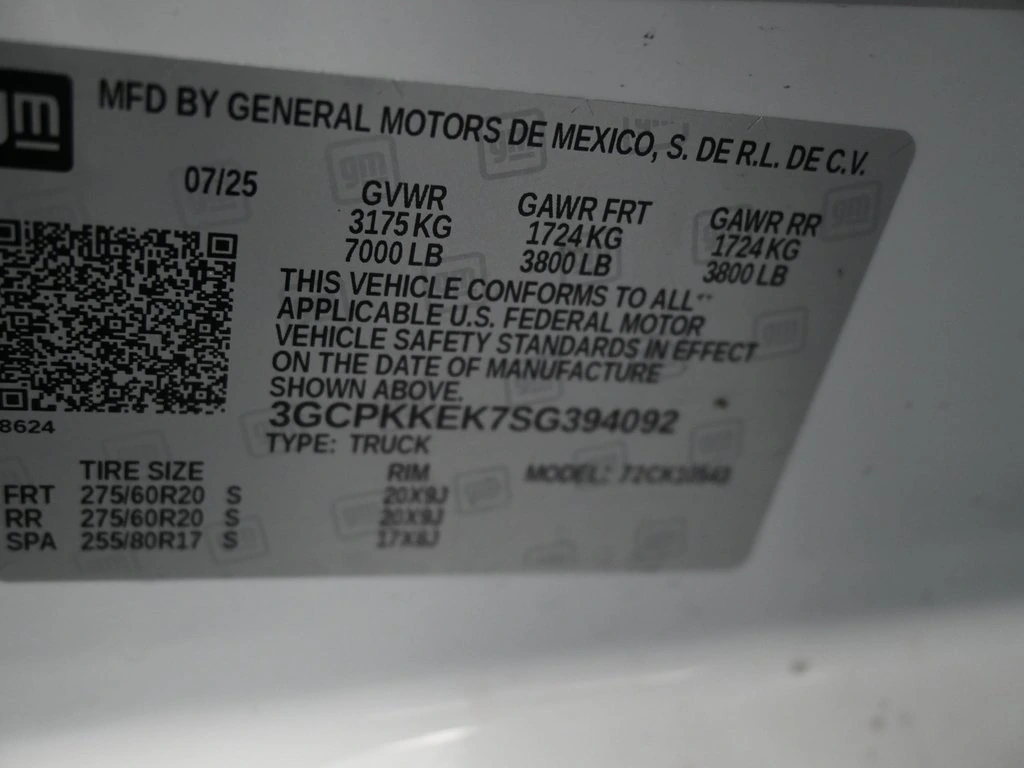 gm
MFD BY GENERAL MOTORS DE MEXICO, S. DE R.L. DE C.V.
07/25 GVWR GAWR FRT GAWR RR
3175 KG 1724 KG 1724 KG
7000 LB 3800 LB 3800 LB
THIS VEHICLE CONFORMS TO ALL
APPLICABLE U.S. FEDERAL MOTOR
VEHICLE SAFETY STANDARDS IN EFFECT
ON THE DATE OF MANUFACTURE
SHOWN ABOVE.
3GCPKKEK7SG394092
8624
TYPE: TRUCK
TIRE SIZE RIM MODEL:
FRT 275/60R20 S 20X9J
RR 275/60R20 S 20X9J
SPA 255/80R17 S 17X8J